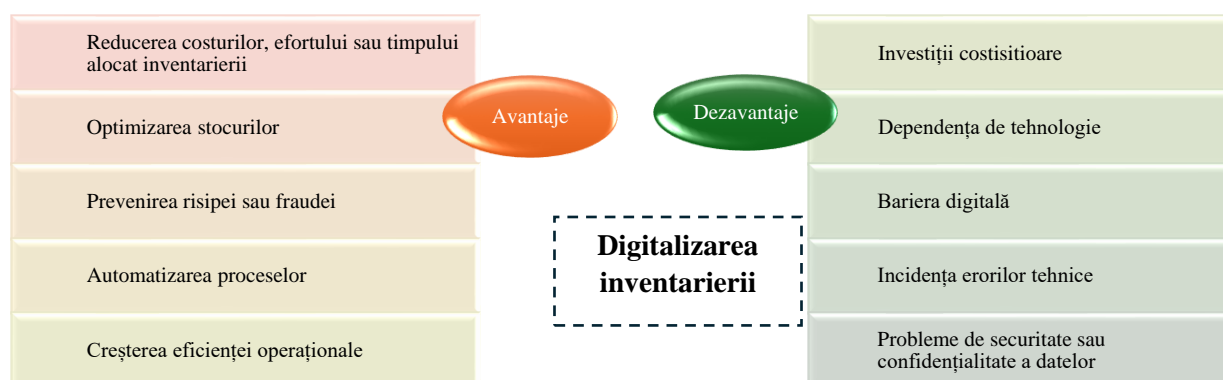 Reducerea costurilor, efortului sau timpului
alocat inventarierii
Optimizarea stocurilor
Prevenirea risipei sau fraudei
Automatizarea proceselor
Creșterea eficienței operaționale
Avantaje
Dezavantaje
Digitalizarea
inventarierii
Investiții costisitioare
Dependența de tehnologie
Bariera digitală
Incidența erorilor tehnice
Probleme de securitate sau
confidențialitate a datelor